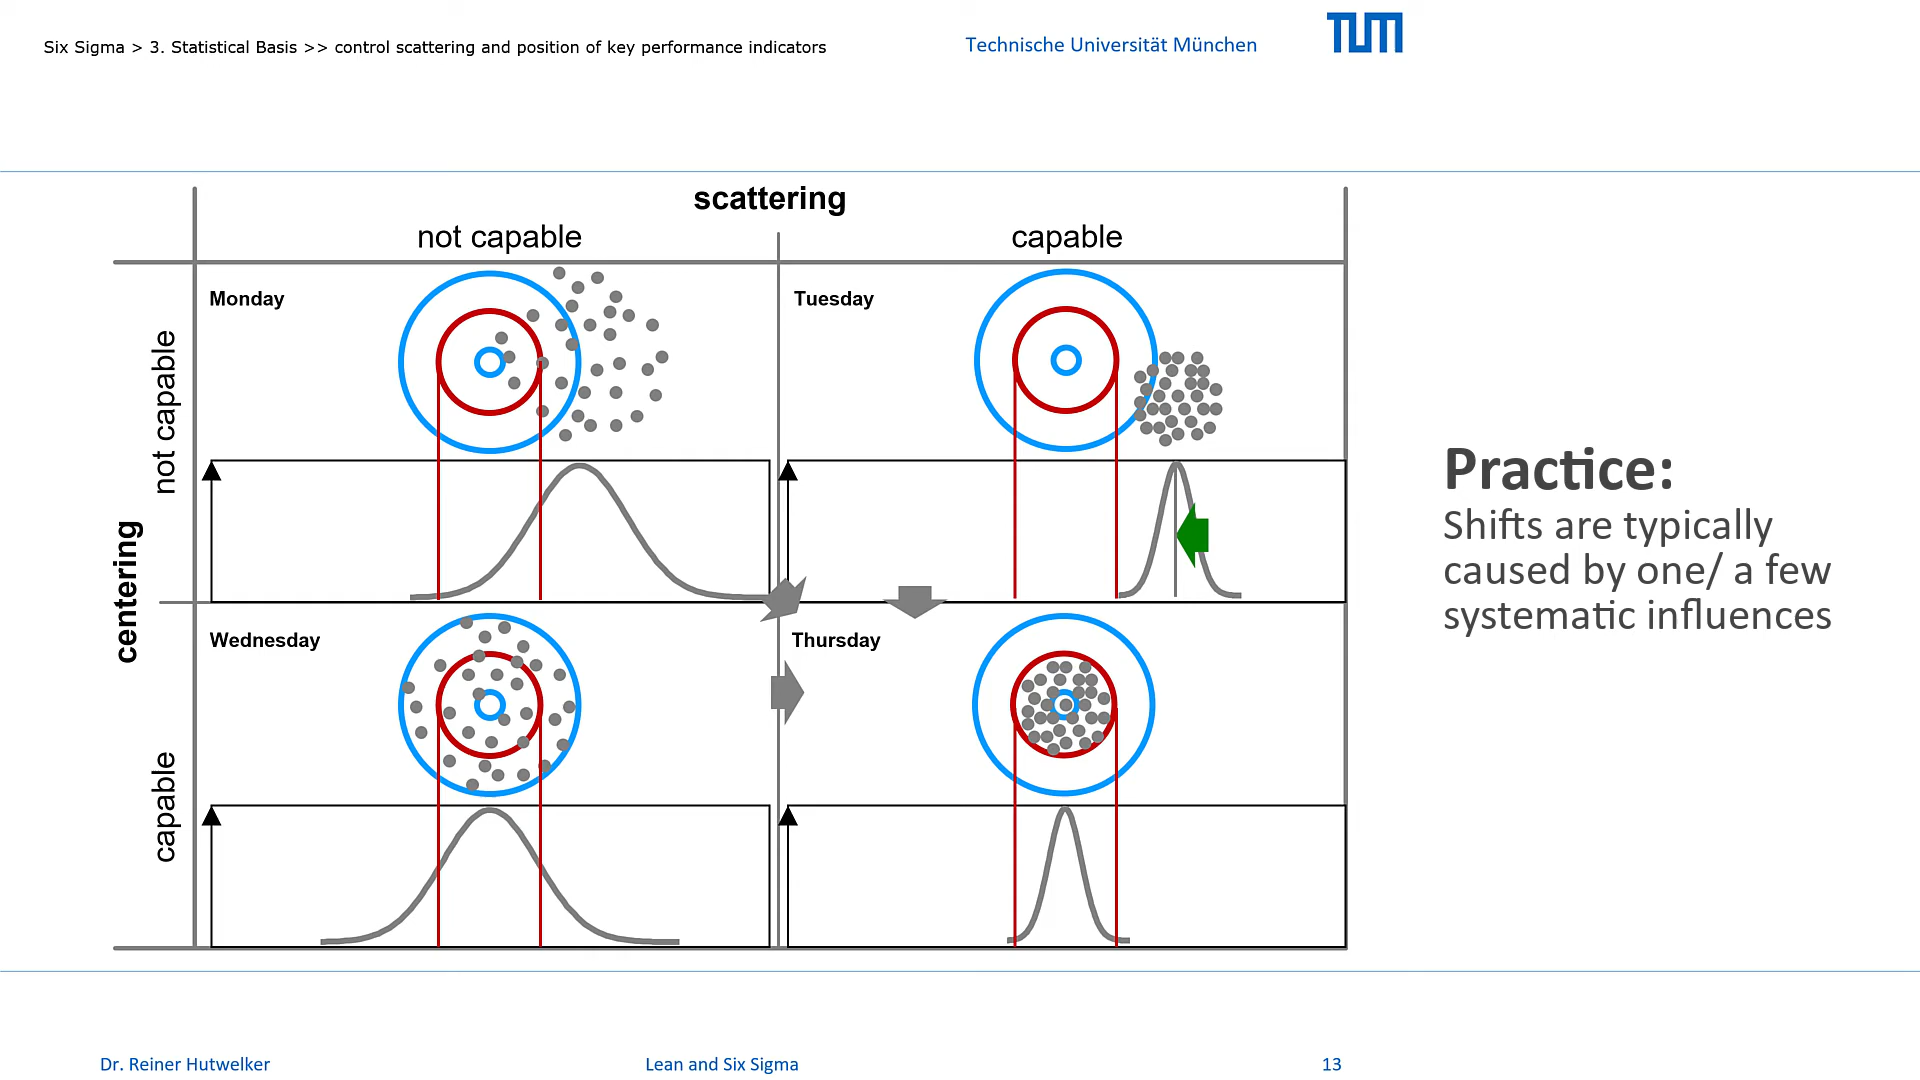 Six Sigma > 3. Statistical Basis >> control scattering and position of key performance indicators
Technische Universität München
TUM
scattering
not capable
capable
centering
not capable
Monday
Tuesday
capable
Wednesday
Thursday
Practice:
Shifts are typically
caused by one/ a few
systematic influences
Dr. Reiner Hutwelker
Lean and Six Sigma
13